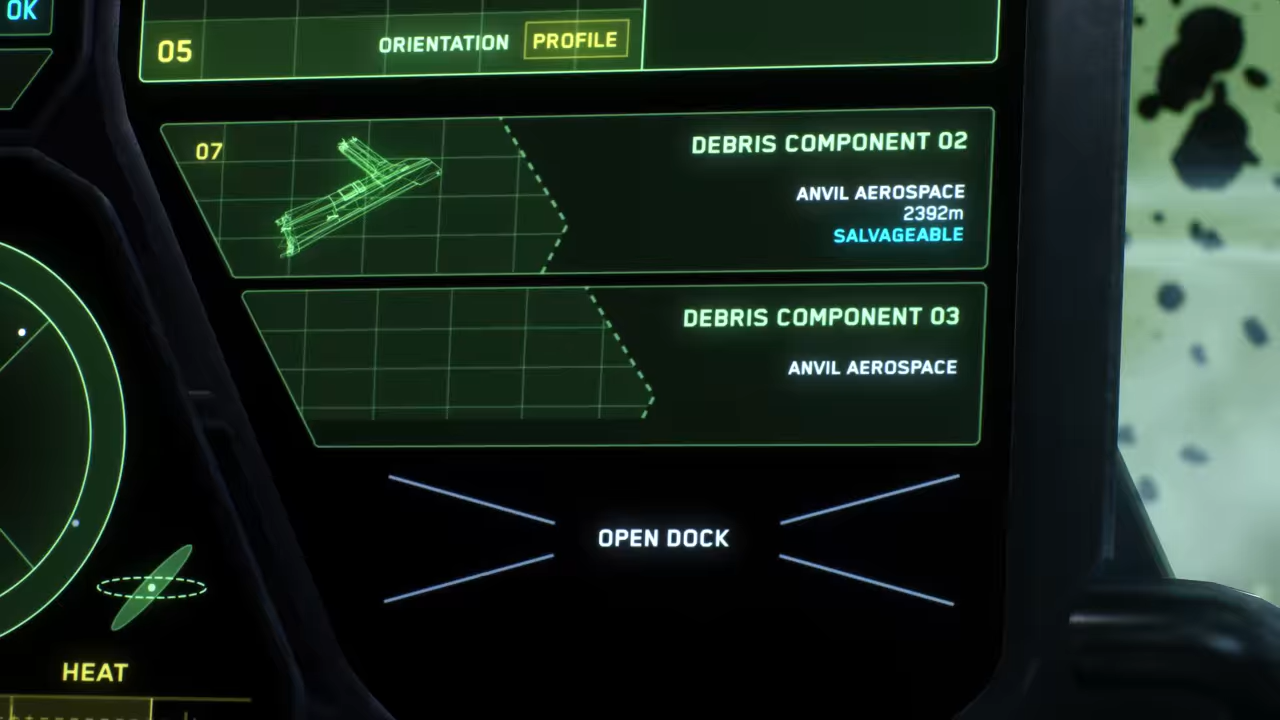 OK
05
ORIENTATION PROFILE
07
DEBRIS COMPONENT 02
ANVIL AEROSPACE
2392m
SALVAGEABLE
DEBRIS COMPONENT 03
ANVIL AEROSPACE
OPEN DOCK
HEAT